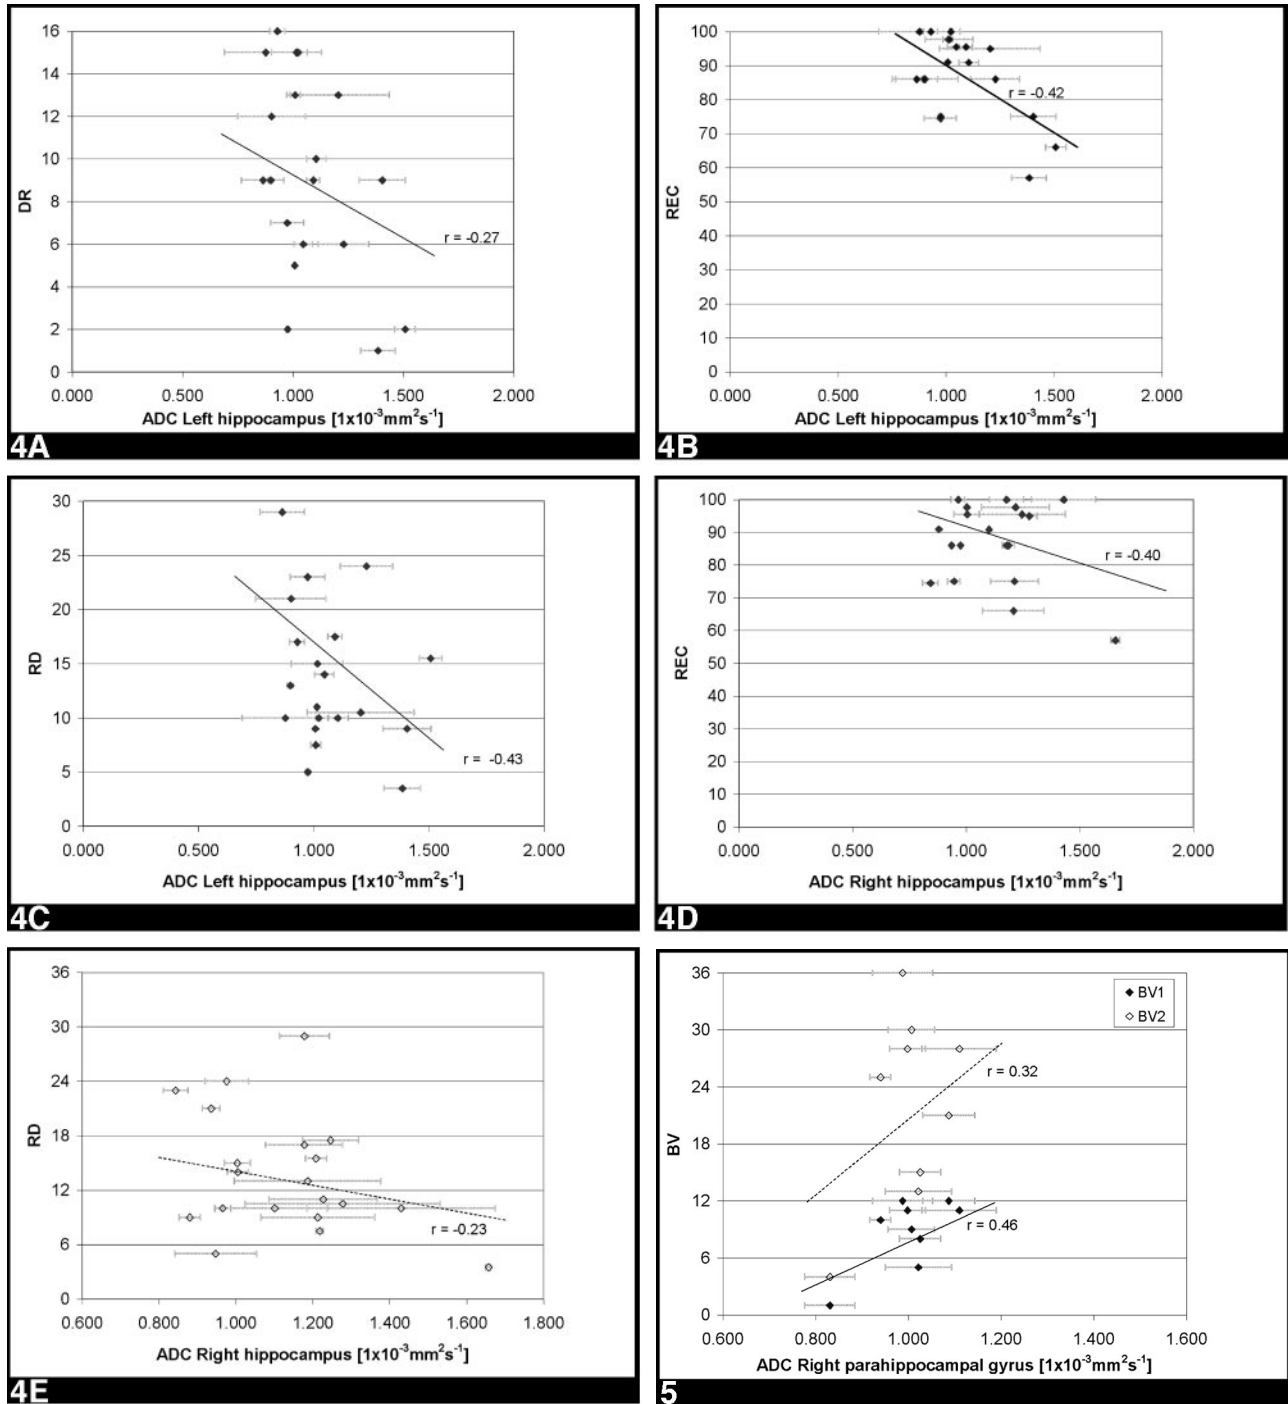 16
14
12
10
8
6
4
2
0
DR
r = -0.27
0.000 0.500 1.000 1.500 2.000
ADC Left hippocampus [1x10⁻³mm²s⁻¹]
4A
100
90
80
70
60
50
40
30
20
10
0
REC
r = -0.42
0.000 0.500 1.000 1.500 2.000
ADC Left hippocampus [1x10⁻³mm²s⁻¹]
4B
30
25
20
15
10
5
0
RD
r = -0.43
0.000 0.500 1.000 1.500 2.000
ADC Left hippocampus [1x10⁻³mm²s⁻¹]
4C
100
90
80
70
60
50
40
30
20
10
0
REC
r = -0.40
0.000 0.500 1.000 1.500 2.000
ADC Right hippocampus [1x10⁻³mm²s⁻¹]
4D
36
30
24
18
12
6
0
RD
r = -0.23
0.600 0.800 1.000 1.200 1.400 1.600 1.800
ADC Right hippocampus [1x10⁻³mm²s⁻¹]
4E
36
30
24
18
12
6
0
BV
BV1
BV2
r = 0.32
r = 0.46
0.600 0.800 1.000 1.200 1.400 1.600
ADC Right parahippocampal gyrus [1x10⁻³mm²s⁻¹]
5